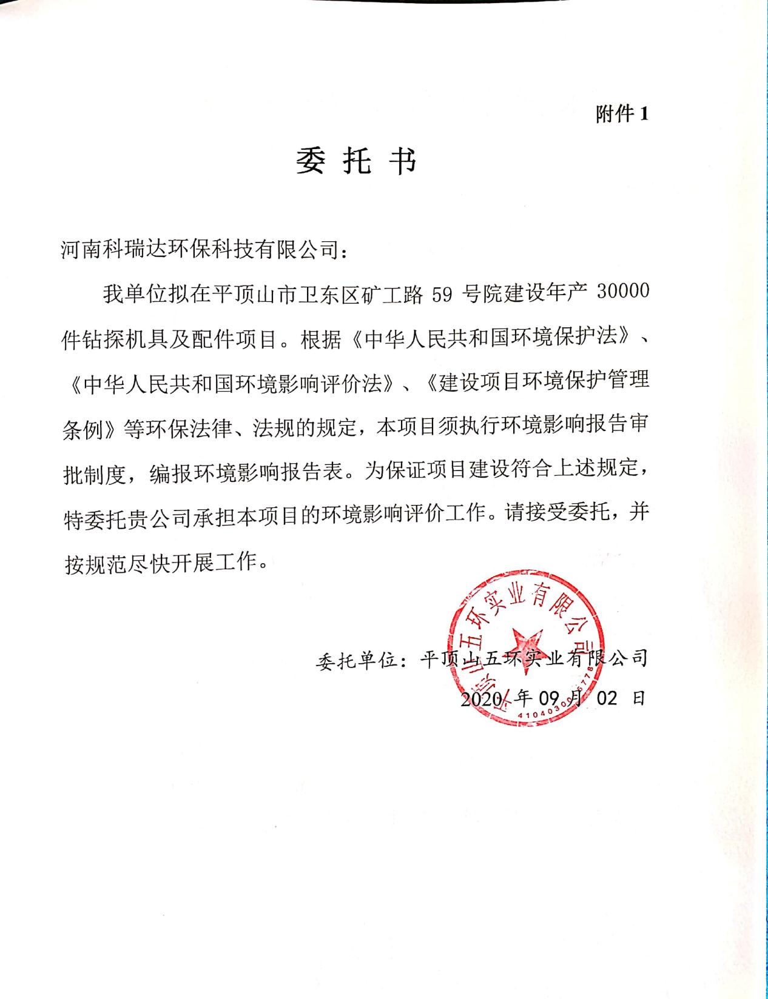 附件 1
委托书
河南科瑞达环保科技有限公司：
我单位拟在平顶山市卫东区矿工路 59 号院建设年产 30000
件钻探机具及配件项目。根据《中华人民共和国环境保护法》、
《中华人民共和国环境影响评价法》、《建设项目环境保护管理
条例》等环保法律、法规的规定，本项目须执行环境影响报告审
批制度，编报环境影响报告表。为保证项目建设符合上述规定，
特委托贵公司承担本项目的环境影响评价工作。请接受委托，并
按规范尽快开展工作。
平顶山五环实业有限公司
委托单位：平顶山五环实业有限公司
2020 年 09 月 02 日